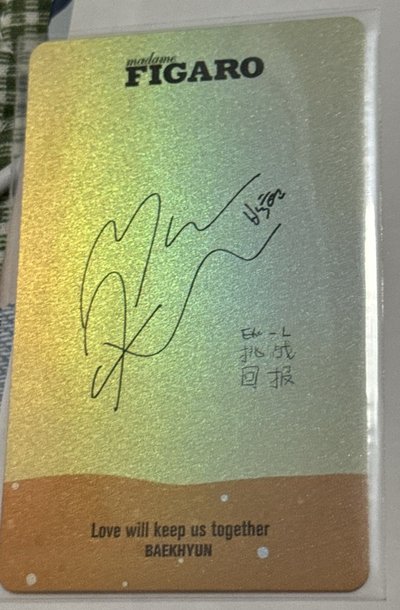 madame
FIGARO
挑战
回报
Love will keep us together
BAEKHYUN